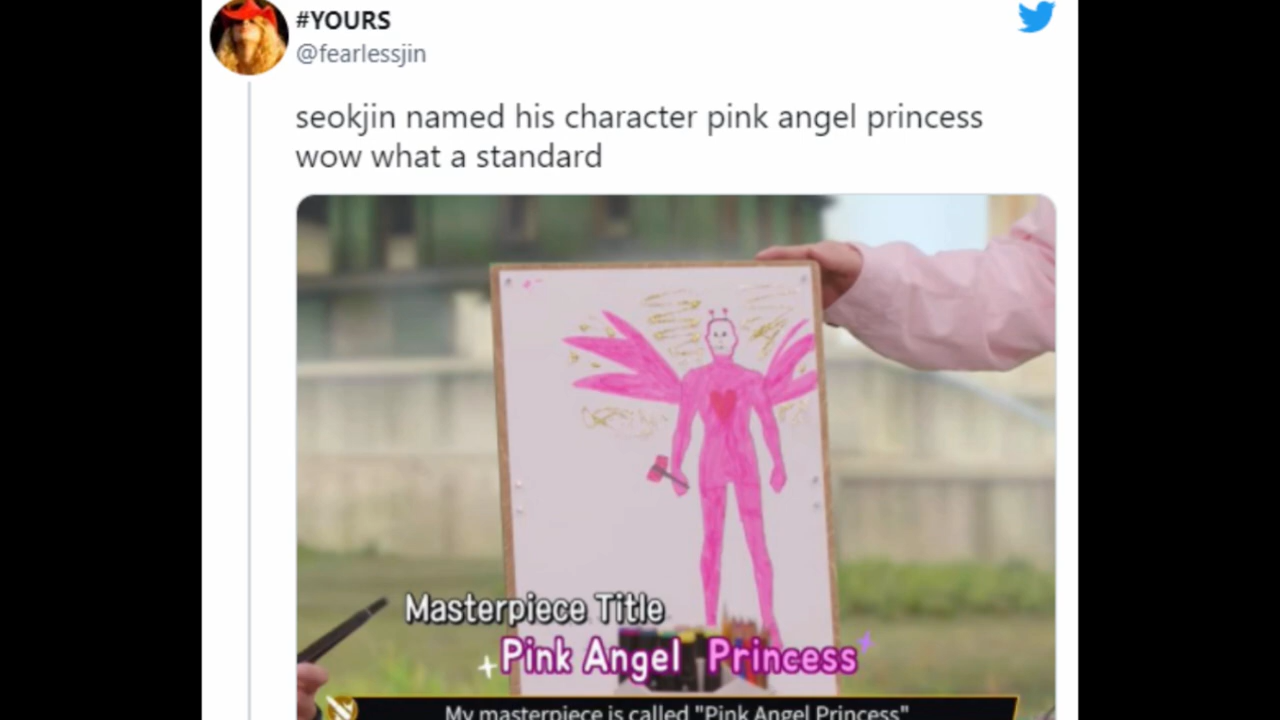 #YOURS
@fearlessjin
seokjin named his character pink angel princess
wow what a standard
Masterpiece Title
Pink Angel Princess
My masterpiece is called "Pink Angel Princess"